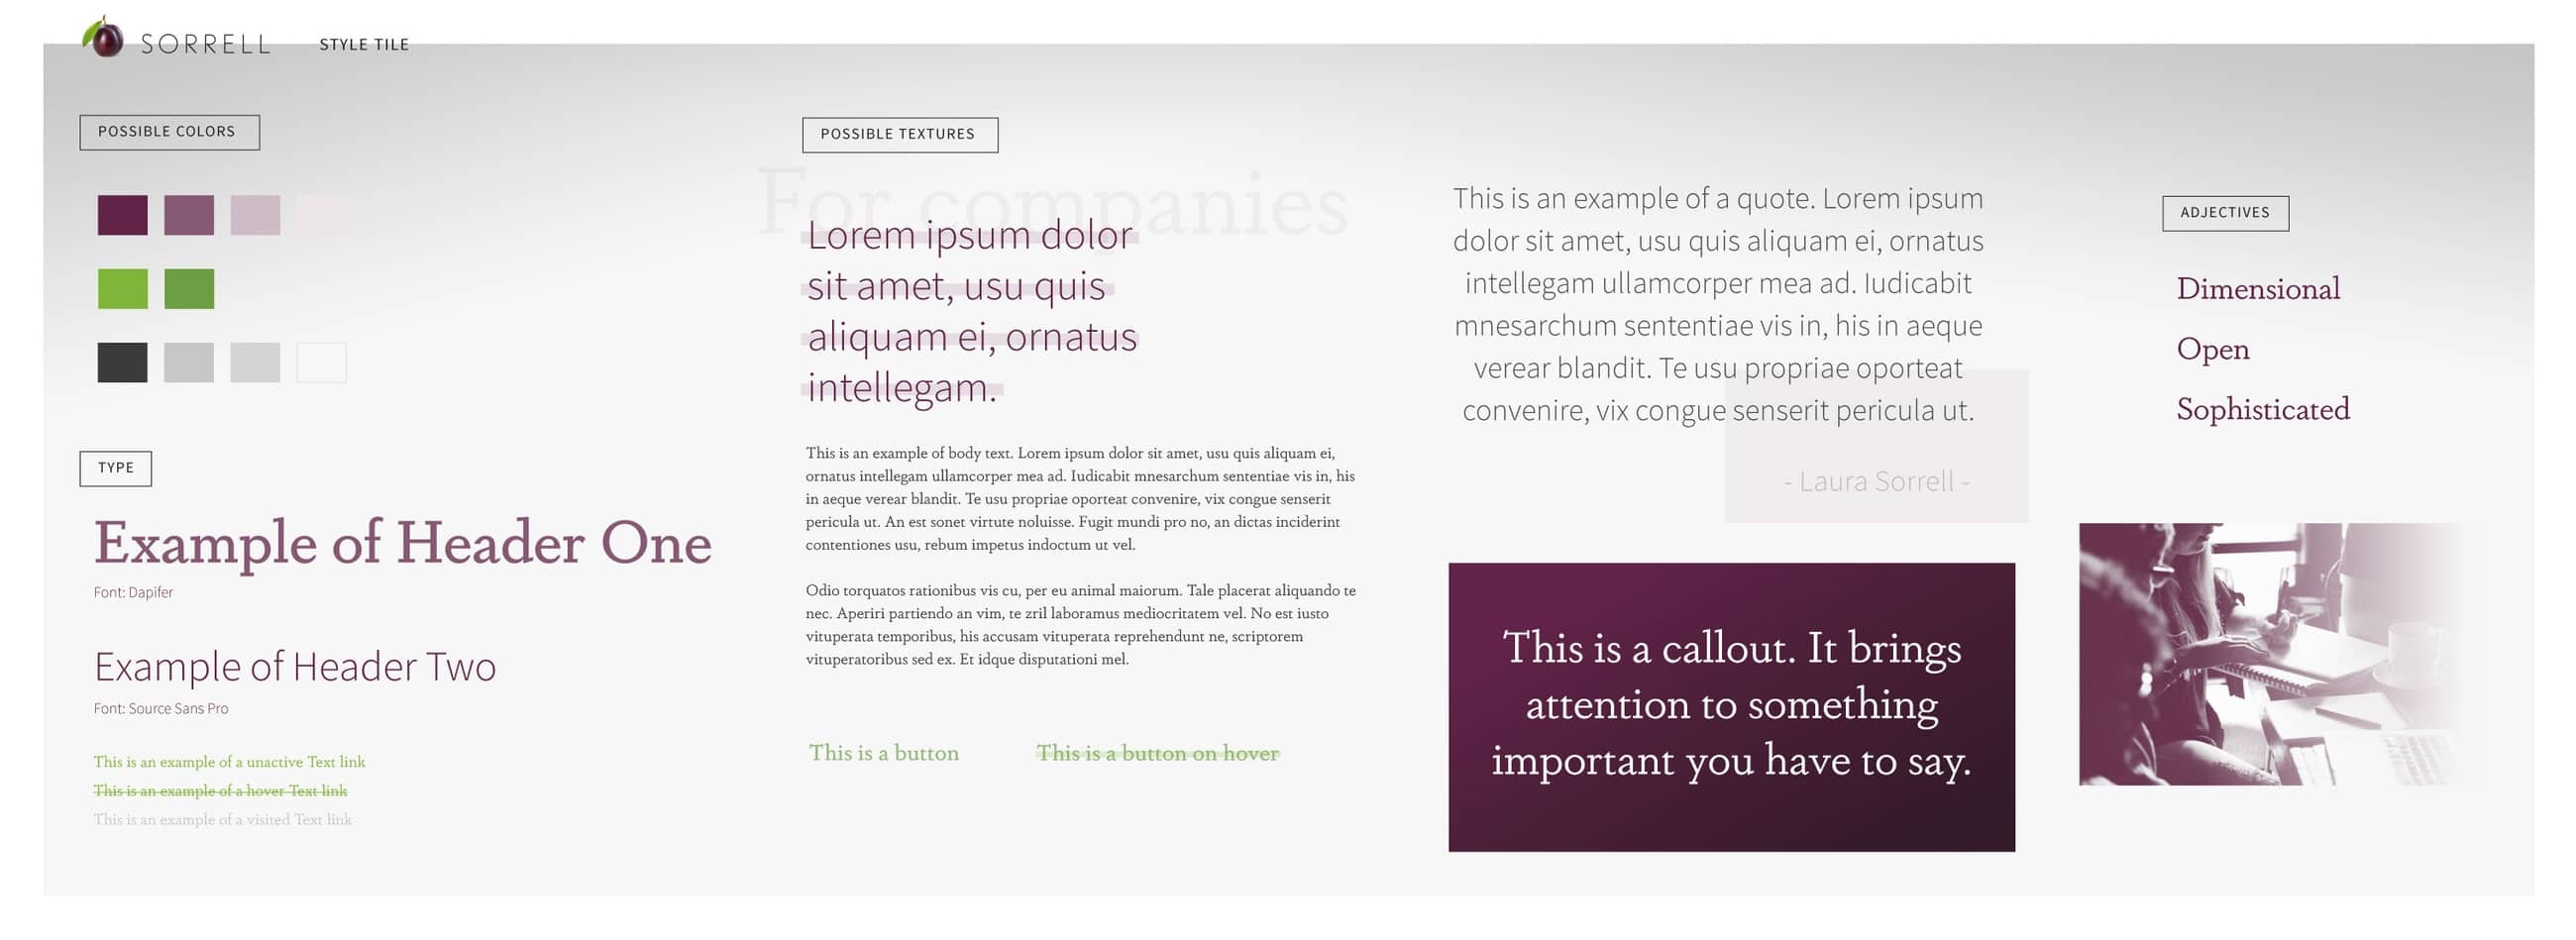 SORRELL
STYLE TILE
POSSIBLE COLORS
TYPE
Example of Header One
Font: Dapifer
Example of Header Two
Font: Source Sans Pro
This is an example of a unactive Text link
This is an example of a hover Text link
This is an example of a visited Text link
POSSIBLE TEXTURES
For companies
Lorem ipsum dolor
sit amet, usu quis
aliquam ei, ornatus
intellegam.
This is an example of body text. Lorem ipsum dolor sit amet, usu quis aliquam ei,
ornatus intellegam ullamcorper mea ad. Iudicabit mnesarchum sententiae vis in, his
in aeque verear blandit. Te usu propriae oporteat convenire, vix congue senserit
pericula ut. An est sonet virtute noluisse. Fugit mundi pro no, an dictas inciderint
contentiones usu, rebum impetus indoctum ut vel.
Odio torquatos rationibus vis cu, per eu animal maiorum. Tale placerat aliquando te
nec. Aperiri partiendo an vim, te zril laboramus mediocritatem vel. No est iusto
vituperata temporibus, his accusam vituperata reprehendunt ne, scriptorem
vituperatoribus sed ex. Et idque disputationi mel.
This is a button
This is a button on hover
This is an example of a quote. Lorem ipsum
dolor sit amet, usu quis aliquam ei, ornatus
intellegam ullamcorper mea ad. Iudicabit
mnesarchum sententiae vis in, his in aeque
verear blandit. Te usu propriae oporteat
convenire, vix congue senserit pericula ut.
- Laura Sorrell -
This is a callout. It brings
attention to something
important you have to say.
ADJECTIVES
Dimensional
Open
Sophisticated